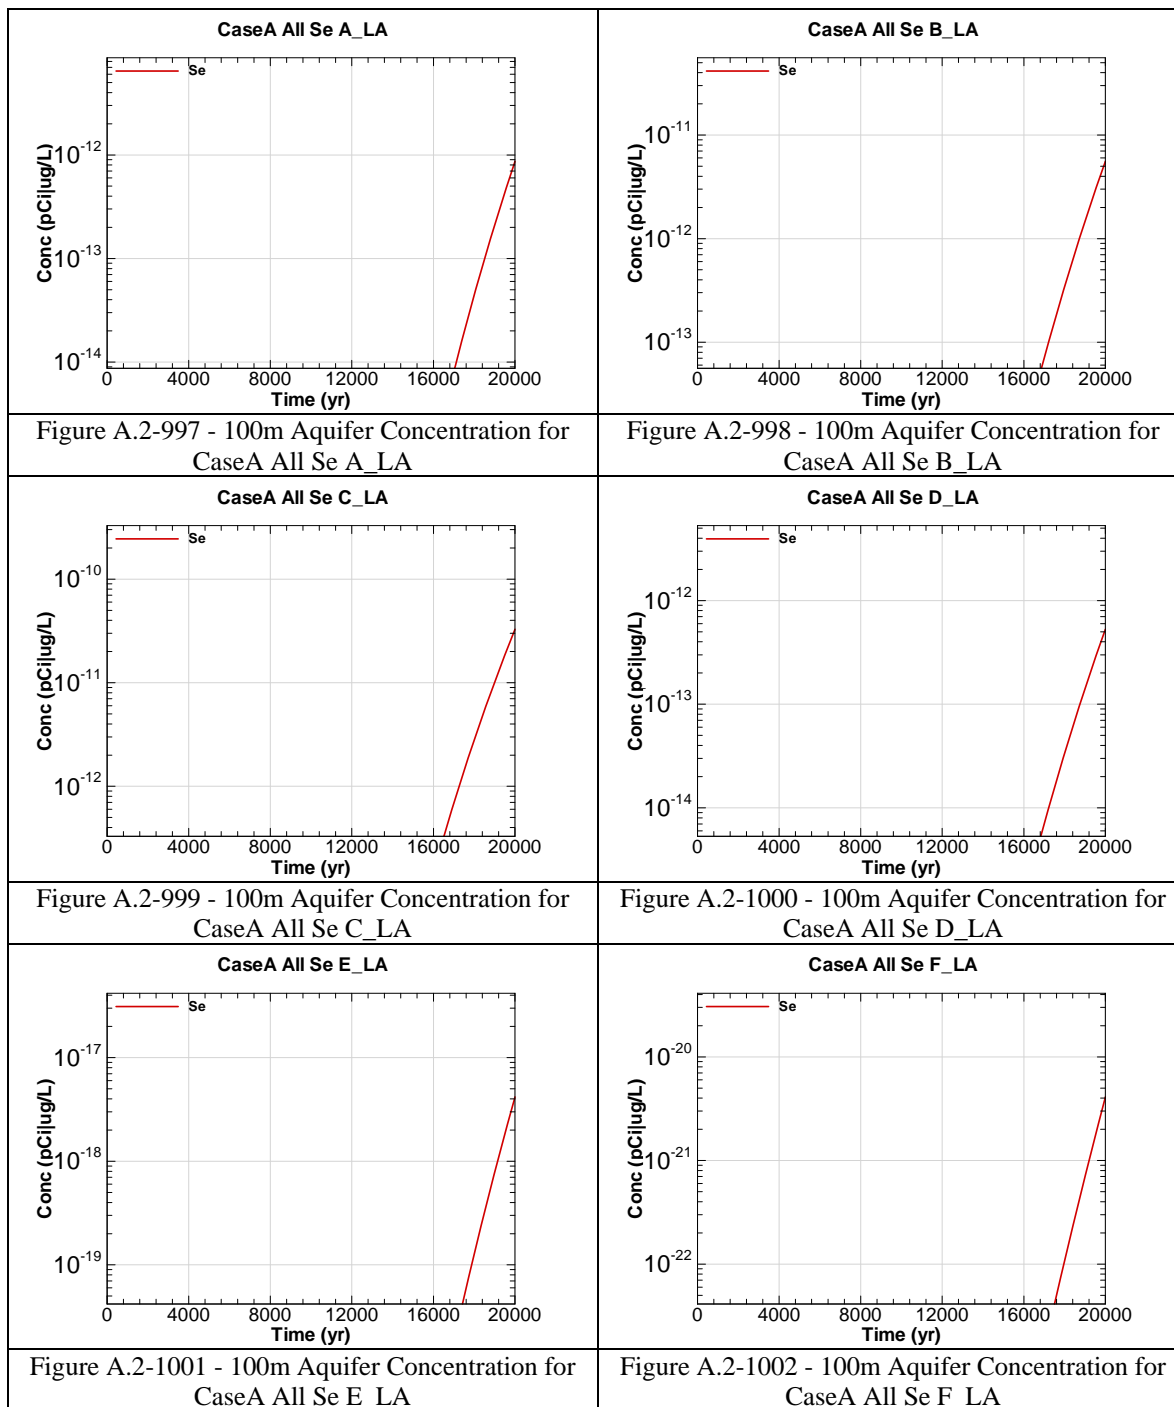 CaseA All Se A_LA
Se
Conc (pCi|ug/L)
10-12
10-13
10-14
0 4000 8000 12000 16000 20000
Time (yr)
Figure A.2-997 - 100m Aquifer Concentration for
CaseA All Se A_LA
CaseA All Se B_LA
Se
Conc (pCi|ug/L)
10-11
10-12
10-13
0 4000 8000 12000 16000 20000
Time (yr)
Figure A.2-998 - 100m Aquifer Concentration for
CaseA All Se B_LA
CaseA All Se C_LA
Se
Conc (pCi|ug/L)
10-10
10-11
10-12
0 4000 8000 12000 16000 20000
Time (yr)
Figure A.2-999 - 100m Aquifer Concentration for
CaseA All Se C_LA
CaseA All Se D_LA
Se
Conc (pCi|ug/L)
10-12
10-13
10-14
0 4000 8000 12000 16000 20000
Time (yr)
Figure A.2-1000 - 100m Aquifer Concentration for
CaseA All Se D_LA
CaseA All Se E_LA
Se
Conc (pCi|ug/L)
10-17
10-18
10-19
0 4000 8000 12000 16000 20000
Time (yr)
Figure A.2-1001 - 100m Aquifer Concentration for
CaseA All Se E_LA
CaseA All Se F_LA
Se
Conc (pCi|ug/L)
10-20
10-21
10-22
0 4000 8000 12000 16000 20000
Time (yr)
Figure A.2-1002 - 100m Aquifer Concentration for
CaseA All Se F_LA